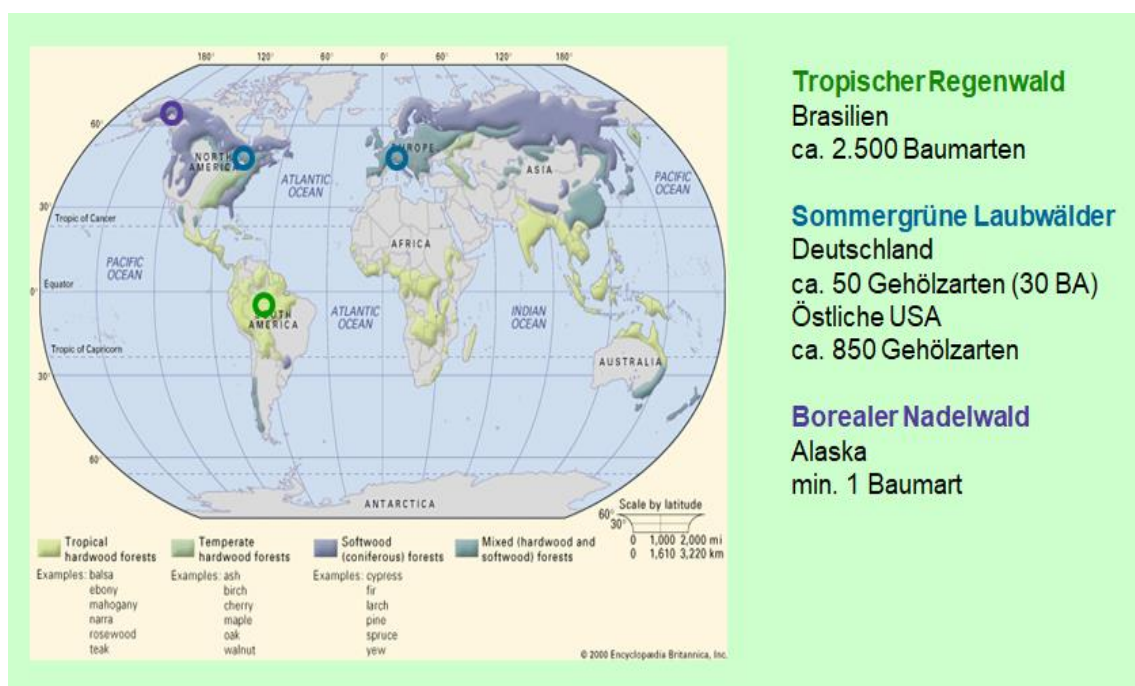 180° 120° 60° 0° 60° 120° 180°
60°
NORTH
AMERICA
EUROPE
ASIA
ATLANTIC
OCEAN
PACIFIC
OCEAN
30°
Tropic of Cancer
AFRICA
PACIFIC
OCEAN
0°
Equator
ATLANTIC
OCEAN
INDIAN
OCEAN
SOUTH
AMERICA
Tropic of Capricorn
AUSTRALIA
30°
60°
ANTARCTICA
Scale by latitude
60°
30°
0 1,000 2,000 mi
0 1,610 3,220 km
Tropical
hardwood forests
Examples: balsa
ebony
mahogany
narra
rosewood
teak
Temperate
hardwood forests
Examples: ash
birch
cherry
maple
oak
walnut
Softwood
(coniferous) forests
Examples: cypress
fir
larch
pine
spruce
yew
Mixed (hardwood and
softwood) forests
© 2000 Encyclopædia Britannica, Inc.
Tropischer Regenwald
Brasilien
ca. 2.500 Baumarten
Sommergrüne Laubwälder
Deutschland
ca. 50 Gehölzarten (30 BA)
Östliche USA
ca. 850 Gehölzarten
Borealer Nadelwald
Alaska
min. 1 Baumart